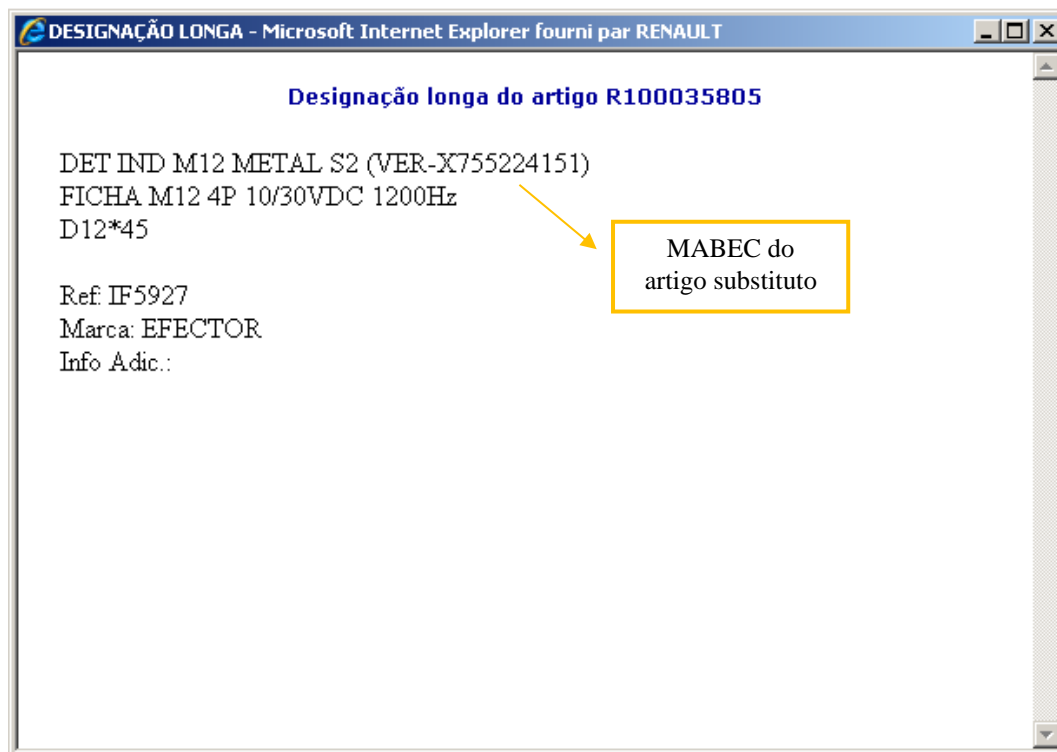 DESIGNAÇÃO LONGA - Microsoft Internet Explorer fourni par RENAULT
Designação longa do artigo R100035805
DET IND M12 METAL S2 (VER-X755224151)
FICHA M12 4P 10/30VDC 1200Hz
D12*45
MABEC do
artigo substituto
Ref: IF5927
Marca: EFECTOR
Info Adic.: